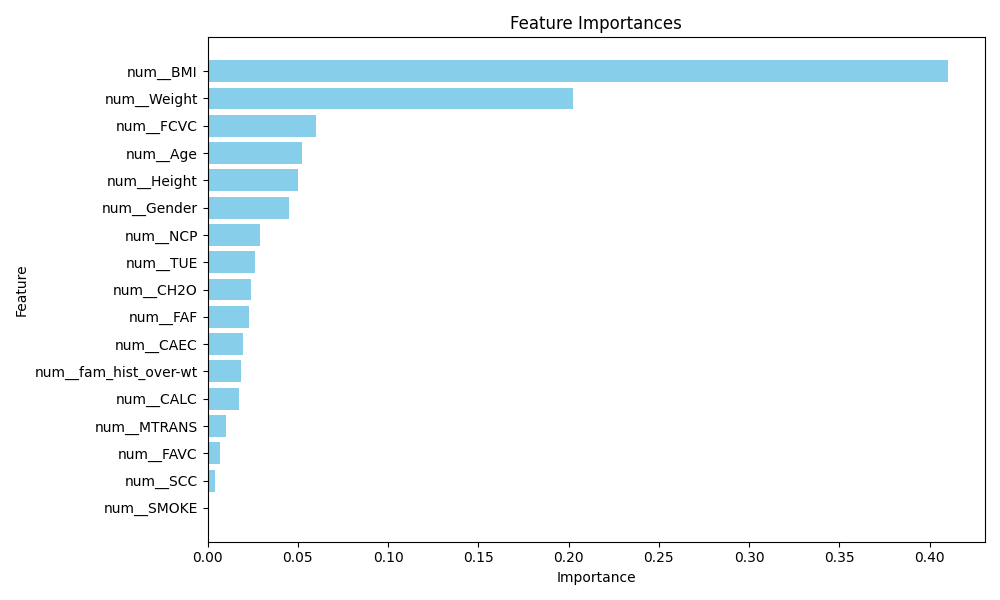 Feature Importances
Feature
num__BMI
num__Weight
num__FCVC
num__Age
num__Height
num__Gender
num__NCP
num__TUE
num__CH2O
num__FAF
num__CAEC
num__fam_hist_over-wt
num__CALC
num__MTRANS
num__FAVC
num__SCC
num__SMOKE
0.00 0.05 0.10 0.15 0.20 0.25 0.30 0.35 0.40
Importance